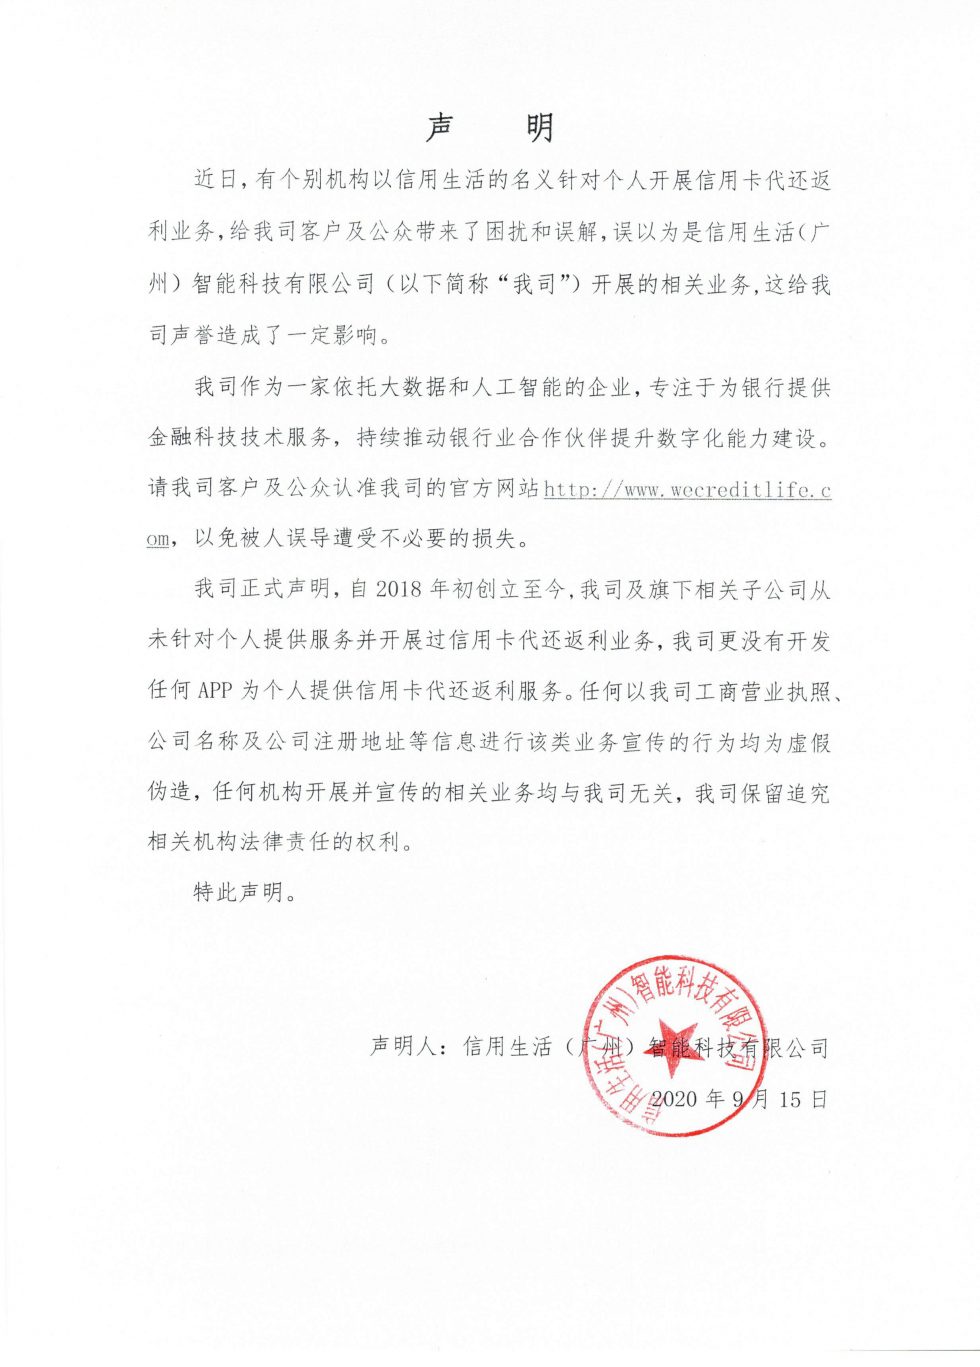 声 明
近日，有个别机构以信用生活的名义针对个人开展信用卡代还返
利业务，给我司客户及公众带来了困扰和误解，误以为是信用生活（广
州）智能科技有限公司（以下简称“我司”）开展的相关业务，这给我
司声誉造成了一定影响。
我司作为一家依托大数据和人工智能的企业，专注于为银行提供
金融科技技术服务，持续推动银行业合作伙伴提升数字化能力建设。
请我司客户及公众认准我司的官方网站http://www.wecreditlife.c
om，以免被人误导遭受不必要的损失。
我司正式声明，自 2018 年初创立至今，我司及旗下相关子公司从
未针对个人提供服务并开展过信用卡代还返利业务，我司更没有开发
任何 APP 为个人提供信用卡代还返利服务。任何以我司工商营业执照、
公司名称及公司注册地址等信息进行该类业务宣传的行为均为虚假
伪造，任何机构开展并宣传的相关业务均与我司无关，我司保留追究
相关机构法律责任的权利。
特此声明。
声明人：信用生活（广州）智能科技有限公司
2020 年 9 月 15 日
信用生活（广州）智能科技有限公司